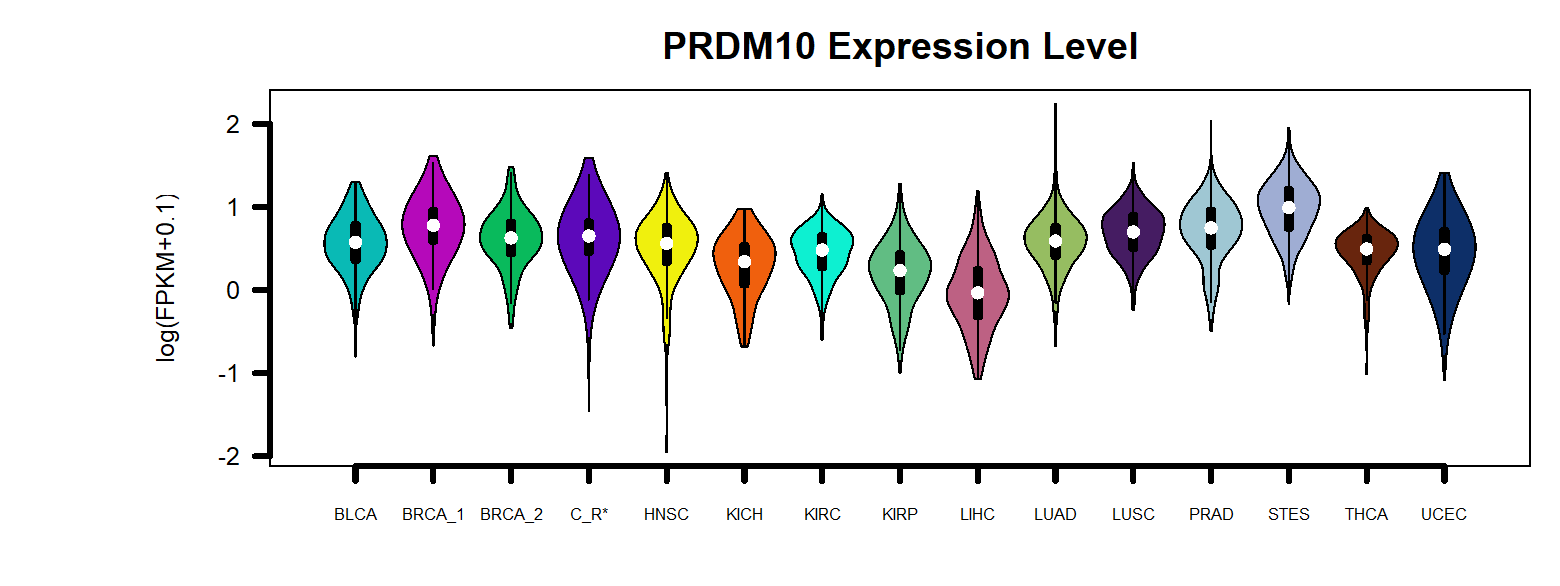 PRDM10 Expression Level
log(FPKM+0.1)
2
1
0
-1
-2
BLCA BRCA_1 BRCA_2 C_R* HNSC KICH KIRC KIRP LIHC LUAD LUSC PRAD STES THCA UCEC